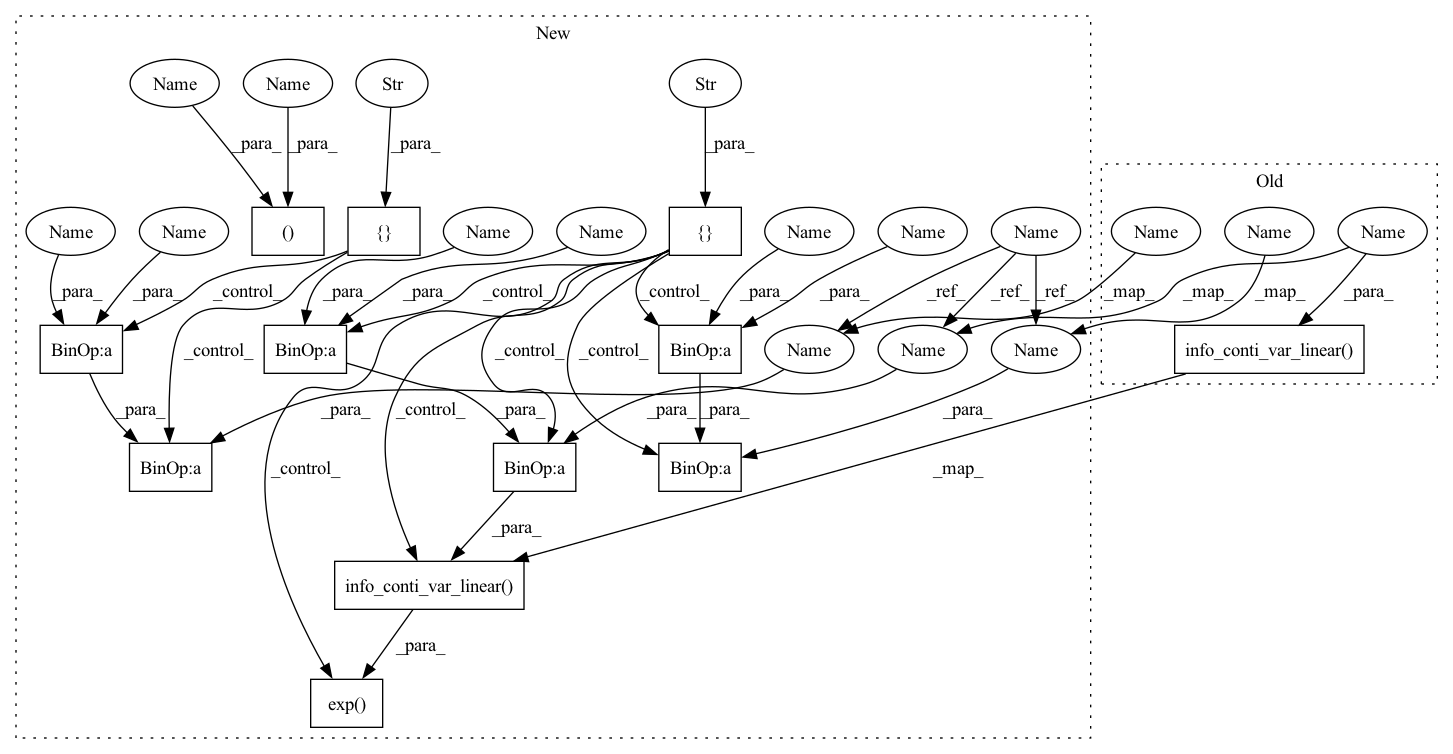 New
Name
Name
Str
Str
_para_
_para_
_para_
_para_
Old
Name
Name
()
{}
Name
Name
{}
Name
Name
Name
Name
Name
Name
_para_
_para_
_control_
_para_
_para_
_control_
_control_
_para_
_para_
_ref_
_ref_
_ref_
_map_
_map_
_map_
_para_
BinOp:a
_control_
BinOp:a
_control_
_control_
BinOp:a
Name
Name
Name
info_conti_var_linear()
_para_
_para_
_control_
_para_
_para_
_para_
_para_
BinOp:a
_control_
BinOp:a
BinOp:a
_map_
_para_
info_conti_var_linear()
_para_
exp()